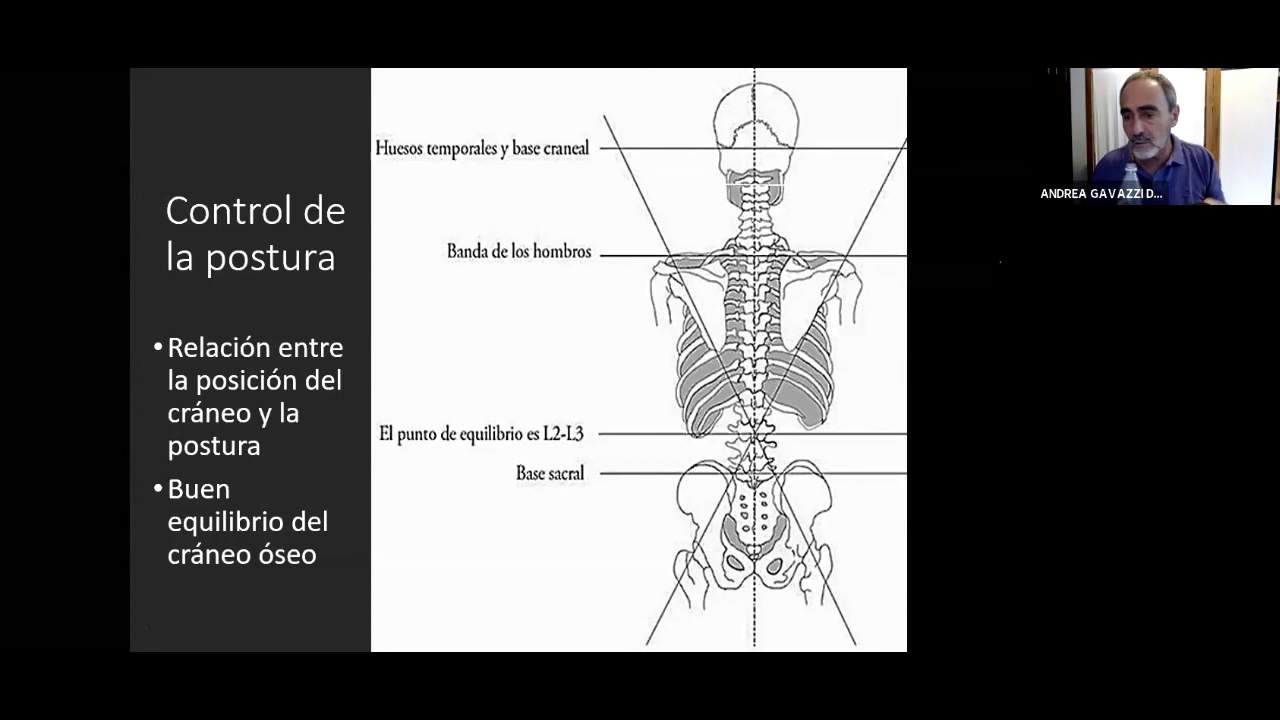 Control de
la postura
• Relación entre
la posición del
cráneo y la
postura
• Buen
equilibrio del
cráneo óseo
Huesos temporales y base craneal
Banda de los hombros
El punto de equilibrio es L2-L3
Base sacral
ANDREA GAVAZZI D...